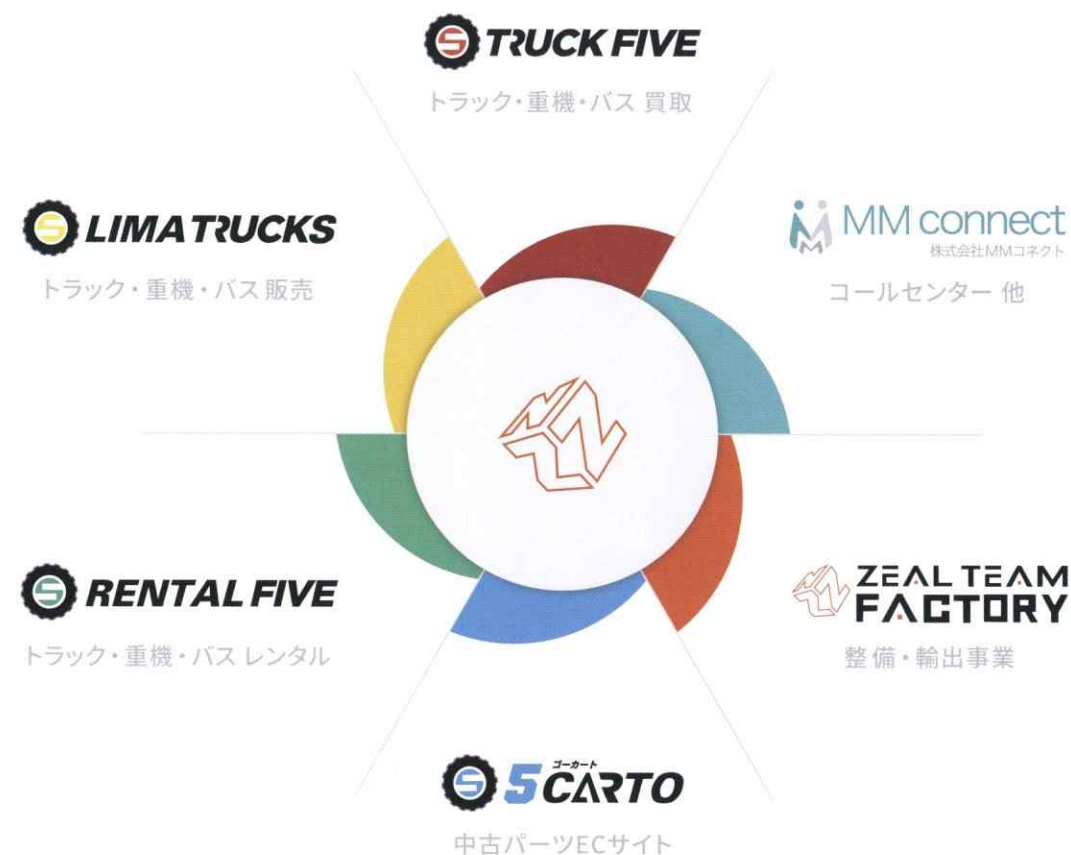 TRUCK FIVE
トラック・重機・バス 買取
LIMA TRUCKS
トラック・重機・バス 販売
MM connect
株式会社MMコネクト
コールセンター 他
RENTAL FIVE
トラック・重機・バス レンタル
ZEAL TEAM
FACTORY
整備・輸出事業
ゴーカート
5 CARTO
中古パーツECサイト